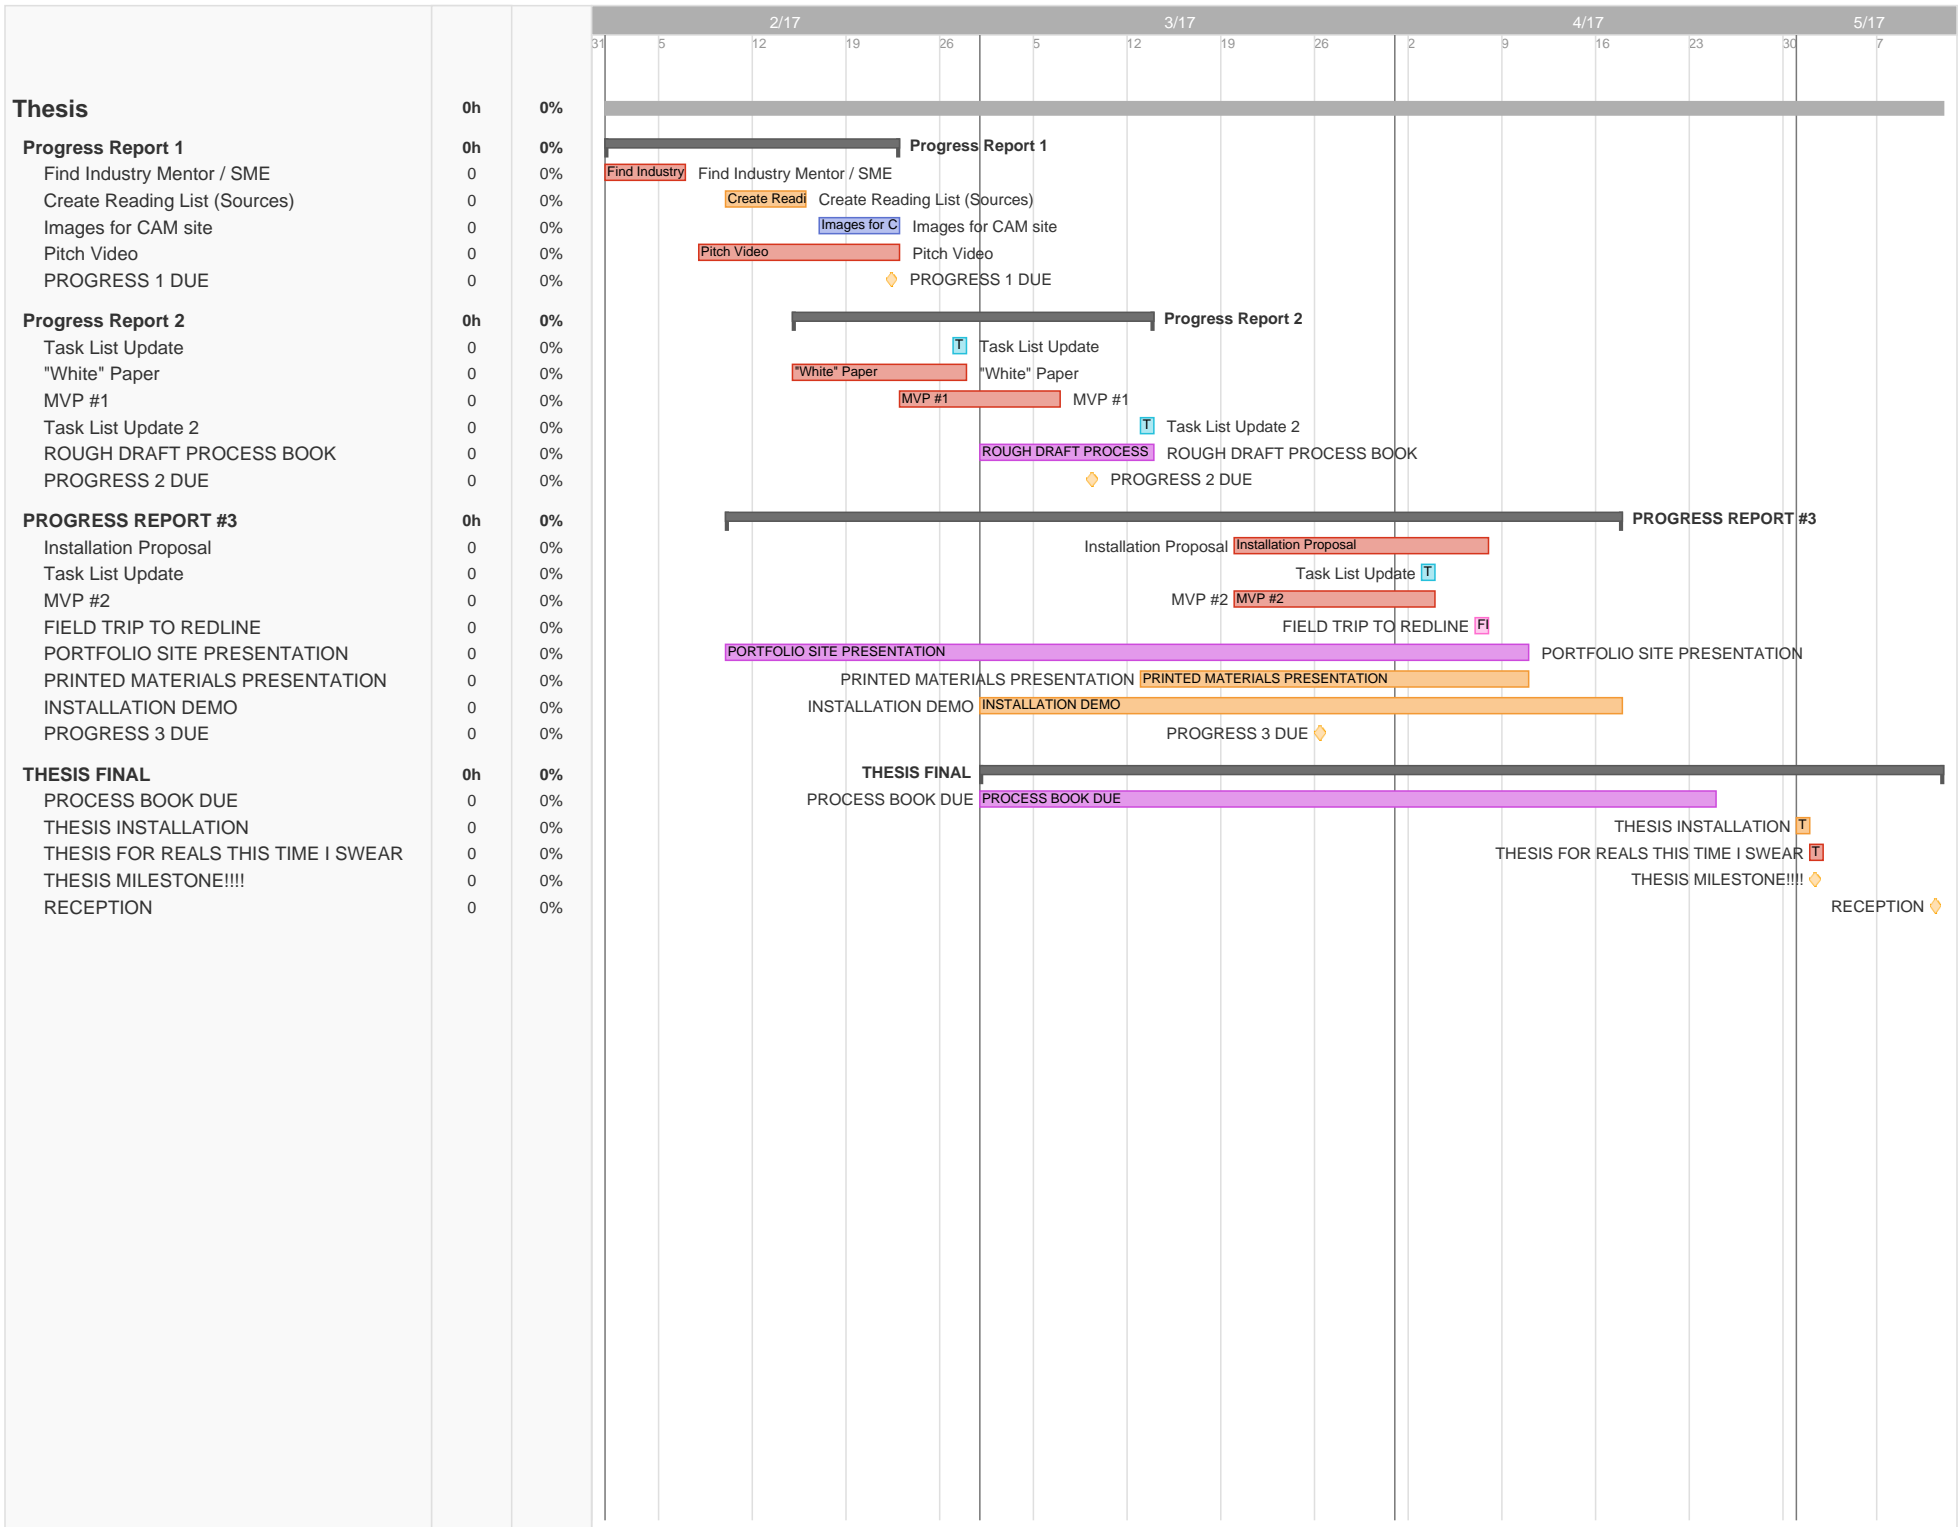 2/17 3/17 4/17 5/17
31 5 12 19 26 5 12 19 26 2 9 16 23 30 7
Thesis 0h 0%
Progress Report 1 0h 0% Progress Report 1
Find Industry Mentor / SME 0 0% Find Industry Find Industry Mentor / SME
Create Reading List (Sources) 0 0% Create Readi Create Reading List (Sources)
Images for CAM site 0 0% Images for C Images for CAM site
Pitch Video 0 0% Pitch Video Pitch Video
PROGRESS 1 DUE 0 0% PROGRESS 1 DUE
Progress Report 2 0h 0% Progress Report 2
Task List Update 0 0% T Task List Update
"White" Paper 0 0% "White" Paper "White" Paper
MVP #1 0 0% MVP #1 MVP #1
Task List Update 2 0 0% T Task List Update 2
ROUGH DRAFT PROCESS BOOK 0 0% ROUGH DRAFT PROCESS ROUGH DRAFT PROCESS BOOK
PROGRESS 2 DUE 0 0% PROGRESS 2 DUE
PROGRESS REPORT #3 0h 0% PROGRESS REPORT #3
Installation Proposal 0 0% Installation Proposal Installation Proposal
Task List Update 0 0% Task List Update T
MVP #2 0 0% MVP #2 MVP #2
FIELD TRIP TO REDLINE 0 0% FIELD TRIP TO REDLINE FI
PORTFOLIO SITE PRESENTATION 0 0% PORTFOLIO SITE PRESENTATION PORTFOLIO SITE PRESENTATION
PRINTED MATERIALS PRESENTATION 0 0% PRINTED MATERIALS PRESENTATION PRINTED MATERIALS PRESENTATION
INSTALLATION DEMO 0 0% INSTALLATION DEMO INSTALLATION DEMO
PROGRESS 3 DUE 0 0% PROGRESS 3 DUE
THESIS FINAL 0h 0% THESIS FINAL
PROCESS BOOK DUE 0 0% PROCESS BOOK DUE PROCESS BOOK DUE
THESIS INSTALLATION 0 0% THESIS INSTALLATION T
THESIS FOR REALS THIS TIME I SWEAR 0 0% THESIS FOR REALS THIS TIME I SWEAR T
THESIS MILESTONE!!!! 0 0% THESIS MILESTONE!!!!
RECEPTION 0 0% RECEPTION